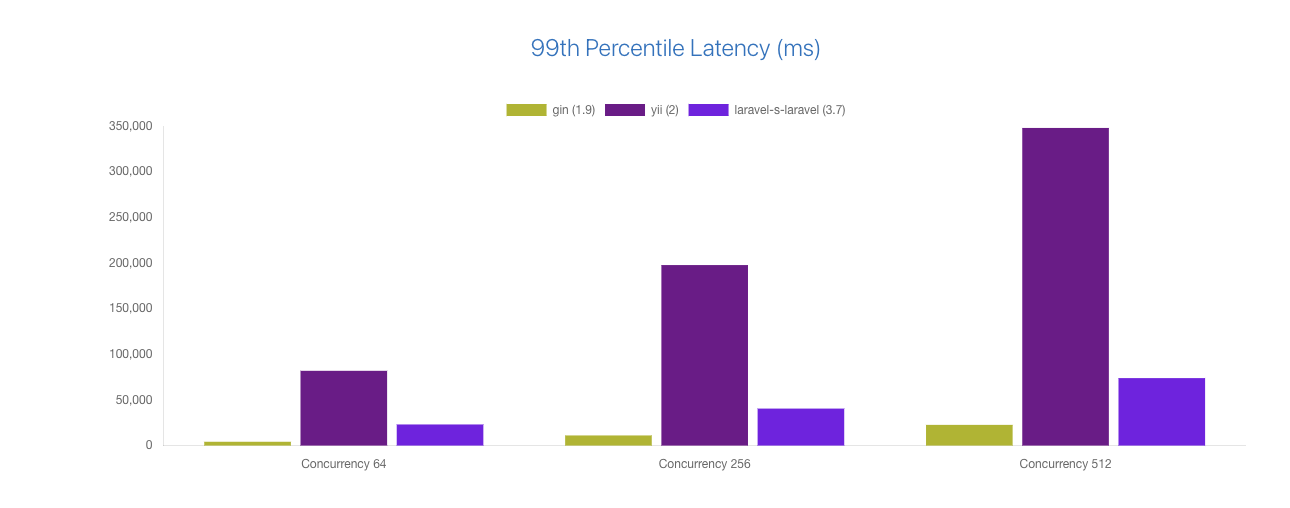 99th Percentile Latency (ms)
gin (1.9) yii (2) laravel-s-laravel (3.7)
350,000
300,000
250,000
200,000
150,000
100,000
50,000
0
Concurrency 64 Concurrency 256 Concurrency 512